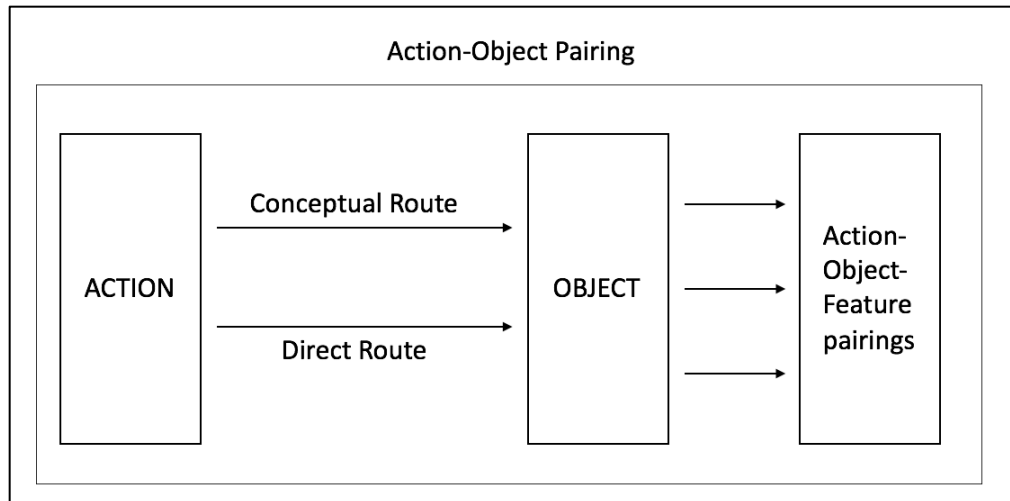 Action-Object Pairing
ACTION
Conceptual Route
Direct Route
OBJECT
Action-
Object-
Feature
pairings